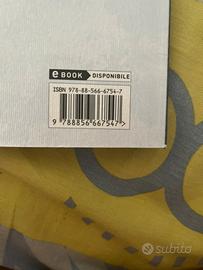 e BOOK DISPONIBILE
ISBN 978-88-566-6754-7
9 788856 667547 >
subito